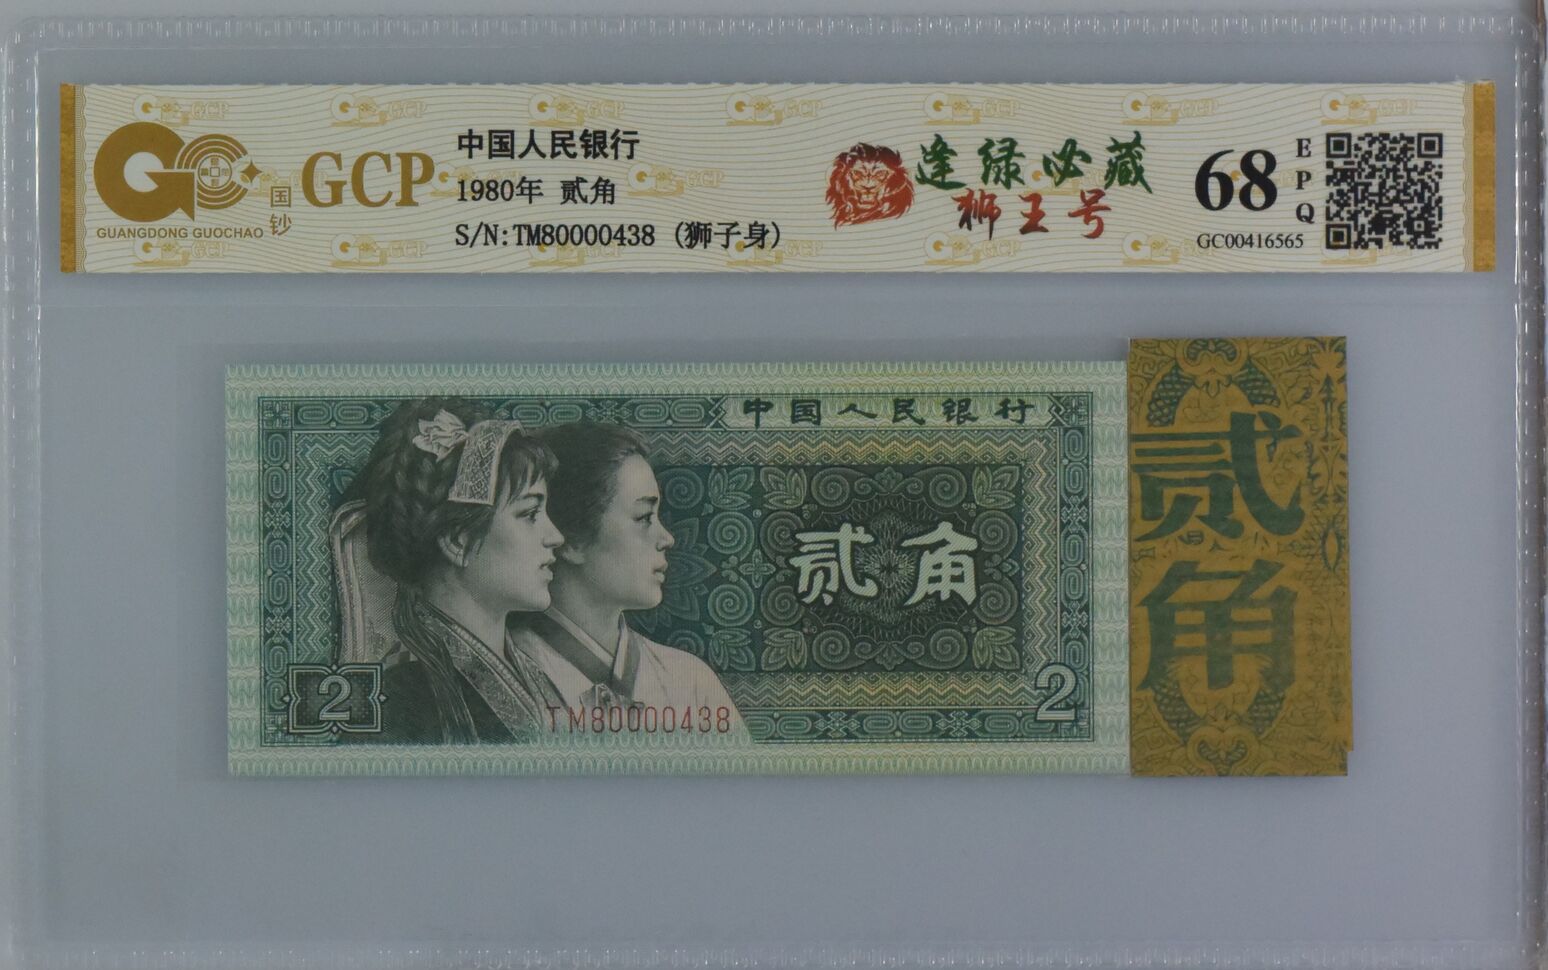 国钞
GCP
GUANGDONG GUOCHAO
中国人民银行
1980年 贰角
S/N:TM80000438 (狮子身)
逢绿必藏
狮王号
68
EPQ
GC00416565
中国人民银行
贰角
2
2
TM80000438
贰角